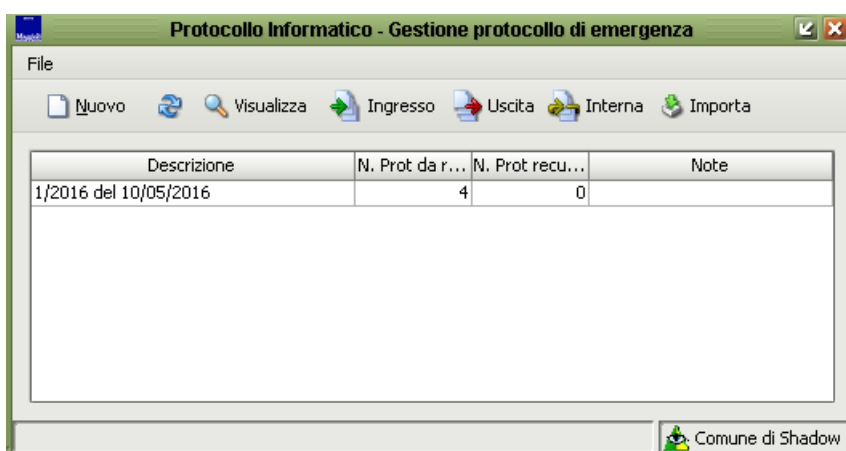 Maggioli
Protocollo Informatico - Gestione protocollo di emergenza
File
Nuovo Visualizza Ingresso Uscita Interna Importa
Descrizione N. Prot da r... N. Prot recu... Note
1/2016 del 10/05/2016 4 0
Comune di Shadow